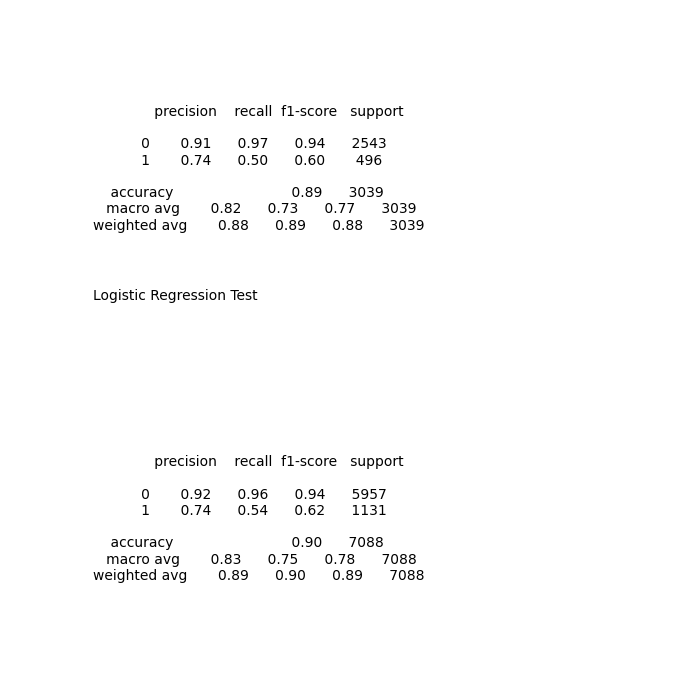 precision recall f1-score support
0 0.91 0.97 0.94 2543
1 0.74 0.50 0.60 496
accuracy 0.89 3039
macro avg 0.82 0.73 0.77 3039
weighted avg 0.88 0.89 0.88 3039
Logistic Regression Test
precision recall f1-score support
0 0.92 0.96 0.94 5957
1 0.74 0.54 0.62 1131
accuracy 0.90 7088
macro avg 0.83 0.75 0.78 7088
weighted avg 0.89 0.90 0.89 7088